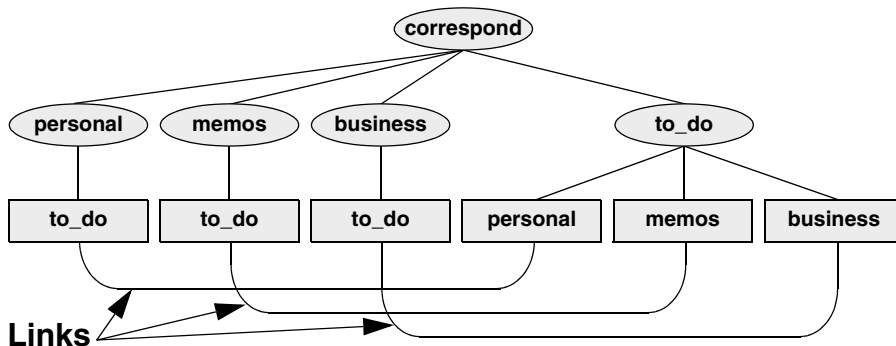 correspond
personal memos business to_do
to_do to_do to_do personal memos business
Links